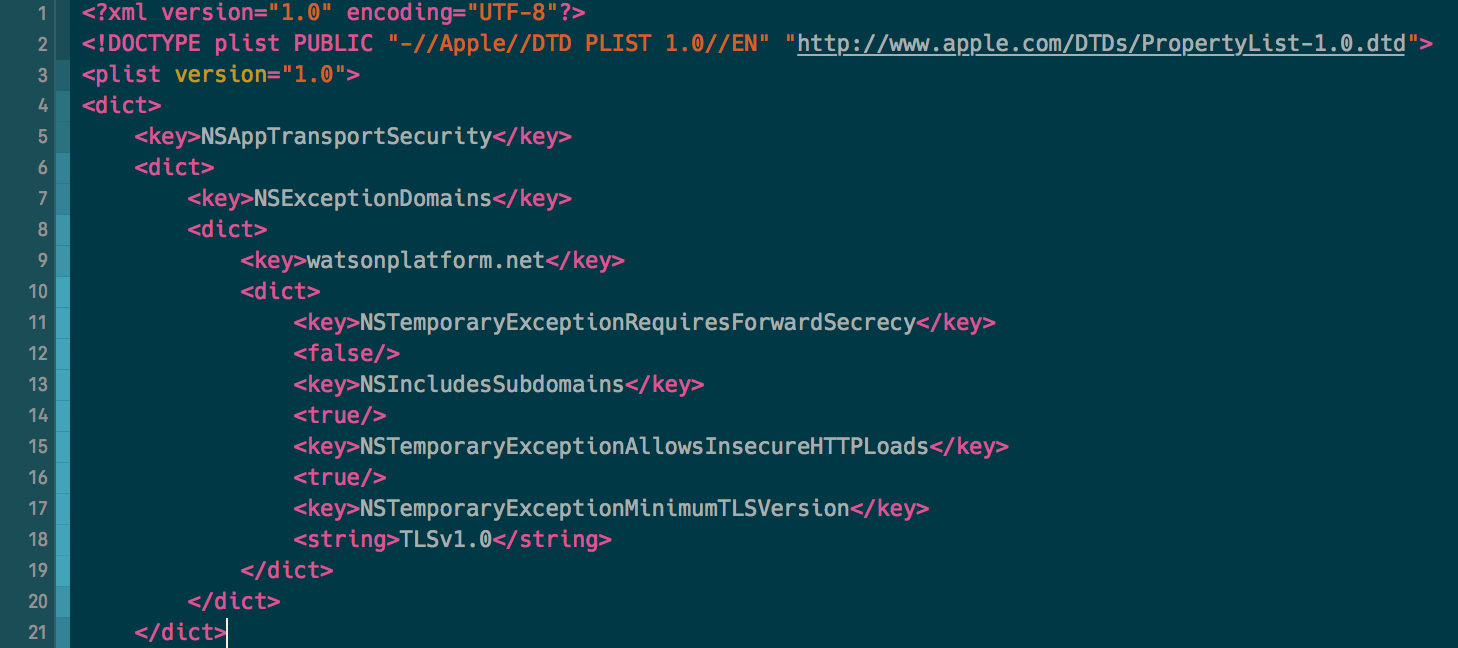 1 <?xml version="1.0" encoding="UTF-8"?>
2 <!DOCTYPE plist PUBLIC "-//Apple//DTD PLIST 1.0//EN" "http://www.apple.com/DTDs/PropertyList-1.0.dtd">
3 <plist version="1.0">
4 <dict>
5     <key>NSAppTransportSecurity</key>
6     <dict>
7         <key>NSExceptionDomains</key>
8         <dict>
9             <key>watsonplatform.net</key>
10             <dict>
11                 <key>NSTemporaryExceptionRequiresForwardSecrecy</key>
12                 <false/>
13                 <key>NSIncludesSubdomains</key>
14                 <true/>
15                 <key>NSTemporaryExceptionAllowsInsecureHTTPLoads</key>
16                 <true/>
17                 <key>NSTemporaryExceptionMinimumTLSVersion</key>
18                 <string>TLSv1.0</string>
19             </dict>
20         </dict>
21     </dict>